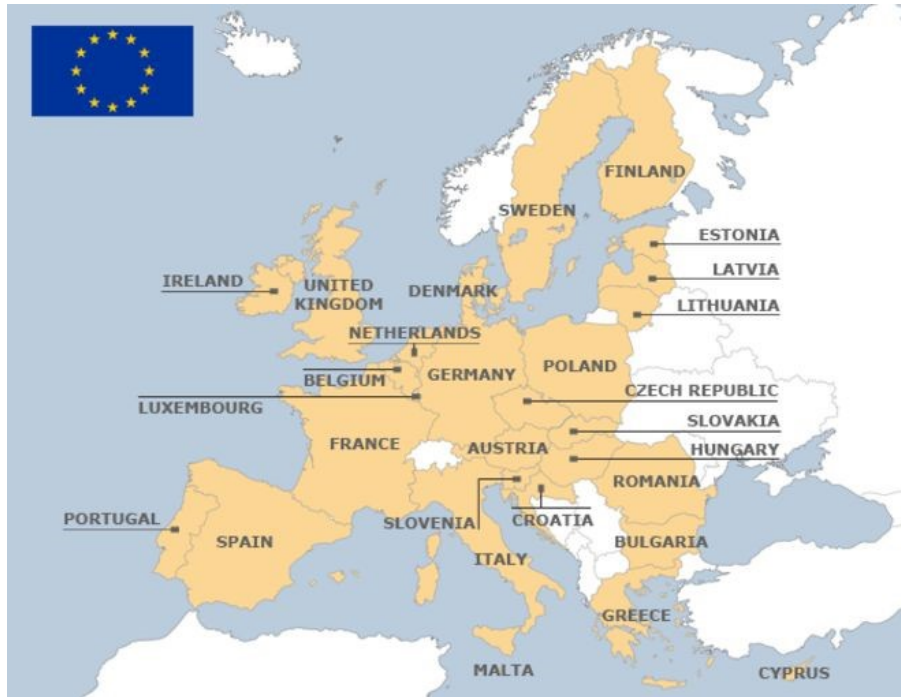 FINLAND
SWEDEN
ESTONIA
IRELAND
LATVIA
UNITED
KINGDOM
DENMARK
LITHUANIA
NETHERLANDS
POLAND
BELGIUM
GERMANY
CZECH REPUBLIC
LUXEMBOURG
SLOVAKIA
FRANCE
AUSTRIA
HUNGARY
ROMANIA
PORTUGAL
SLOVENIA
CROATIA
SPAIN
BULGARIA
ITALY
GREECE
MALTA
CYPRUS